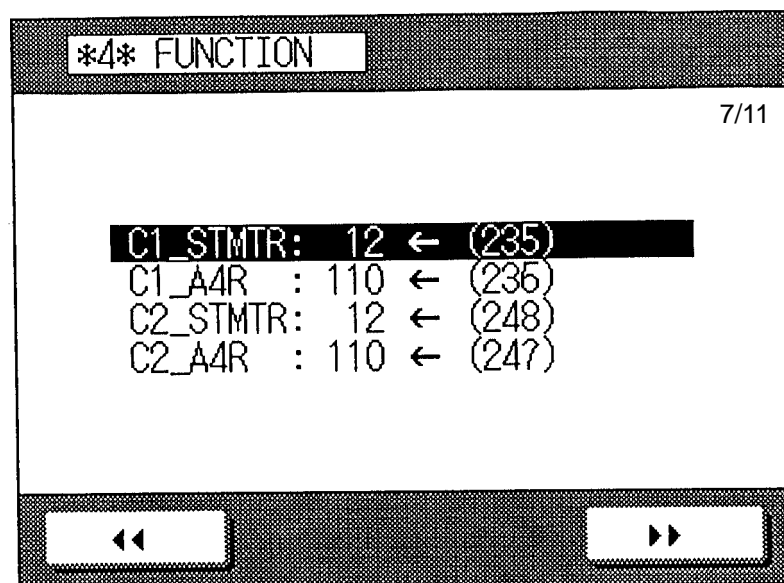 *4* FUNCTION
7/11
C1_STMTR: 12 ← (235)
C1_A4R : 110 ← (236)
C2_STMTR: 12 ← (248)
C2_A4R : 110 ← (247)